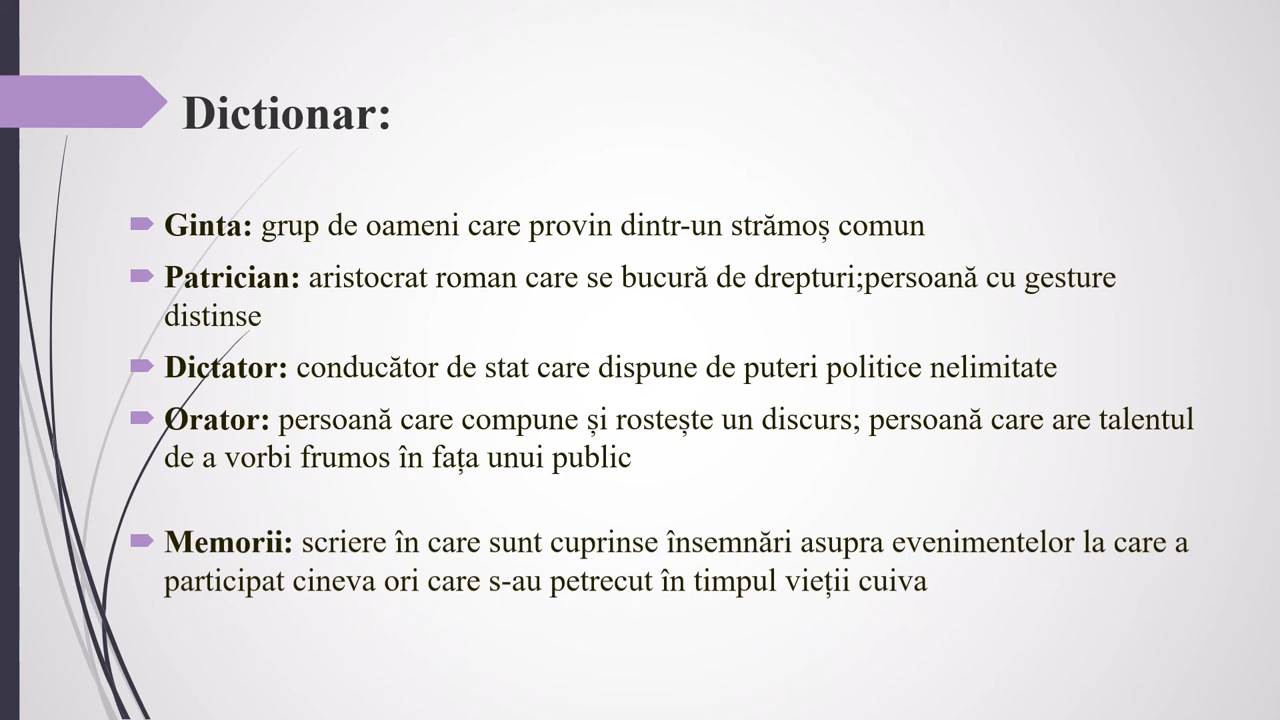 Dictionar:
Ginta: grup de oameni care provin dintr-un strămoș comun
Patrician: aristocrat roman care se bucură de drepturi;persoană cu gesture
distinse
Dictator: conducător de stat care dispune de puteri politice nelimitate
Orator: persoană care compune și rostește un discurs; persoană care are talentul
de a vorbi frumos în fața unui public
Memorii: scriere în care sunt cuprinse însemnări asupra evenimentelor la care a
participat cineva ori care s-au petrecut în timpul vieții cuiva